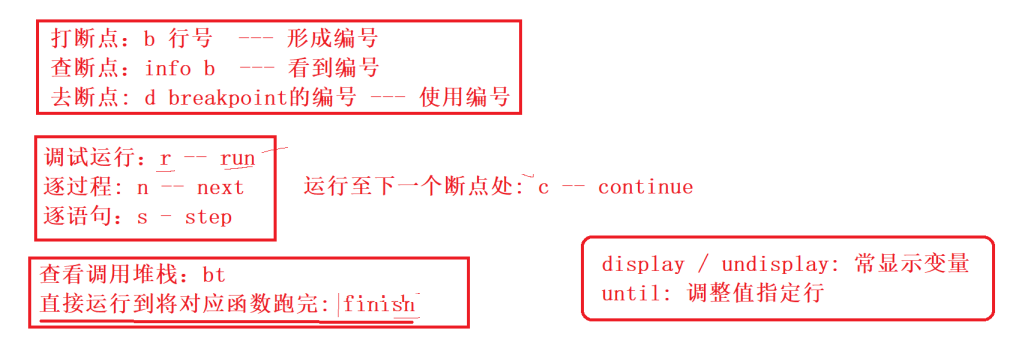 打断点: b 行号 --- 形成编号
查断点: info b --- 看到编号
去断点: d breakpoint的编号 --- 使用编号
调试运行: r -- run
逐过程: n -- next
逐语句: s - step
运行至下一个断点处: c -- continue
查看调用堆栈: bt
直接运行到将对应函数跑完: finish
display / undisplay: 常显示变量
until: 调整值指定行